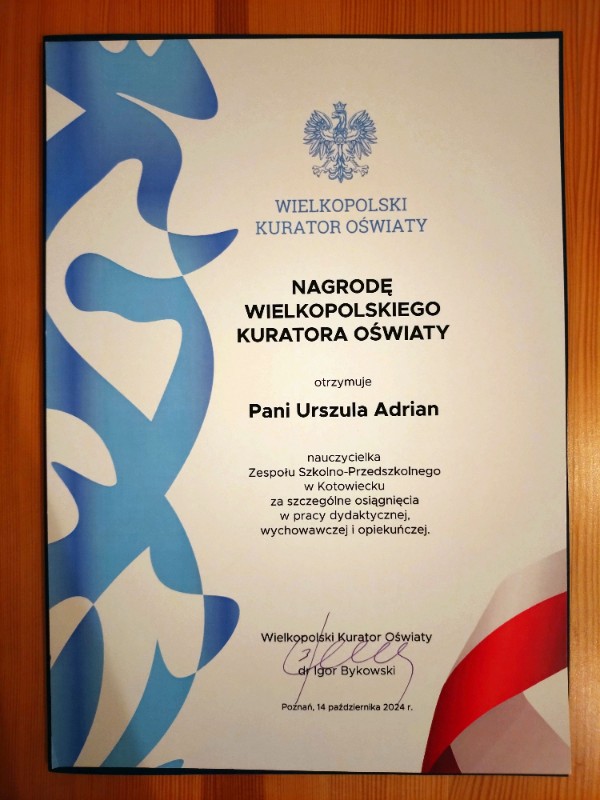 WIELKOPOLSKI
KURATOR OŚWIATY
NAGRODĘ
WIELKOPOLSKIEGO
KURATORA OŚWIATY
otrzymuje
Pani Urszula Adrian
nauczycielka
Zespołu Szkolno-Przedszkolnego
w Kotowiecku
za szczególne osiągnięcia
w pracy dydaktycznej,
wychowawczej i opiekuńczej.
Wielkopolski Kurator Oświaty
dr Igor Bykowski
Poznań, 14 października 2024 r.